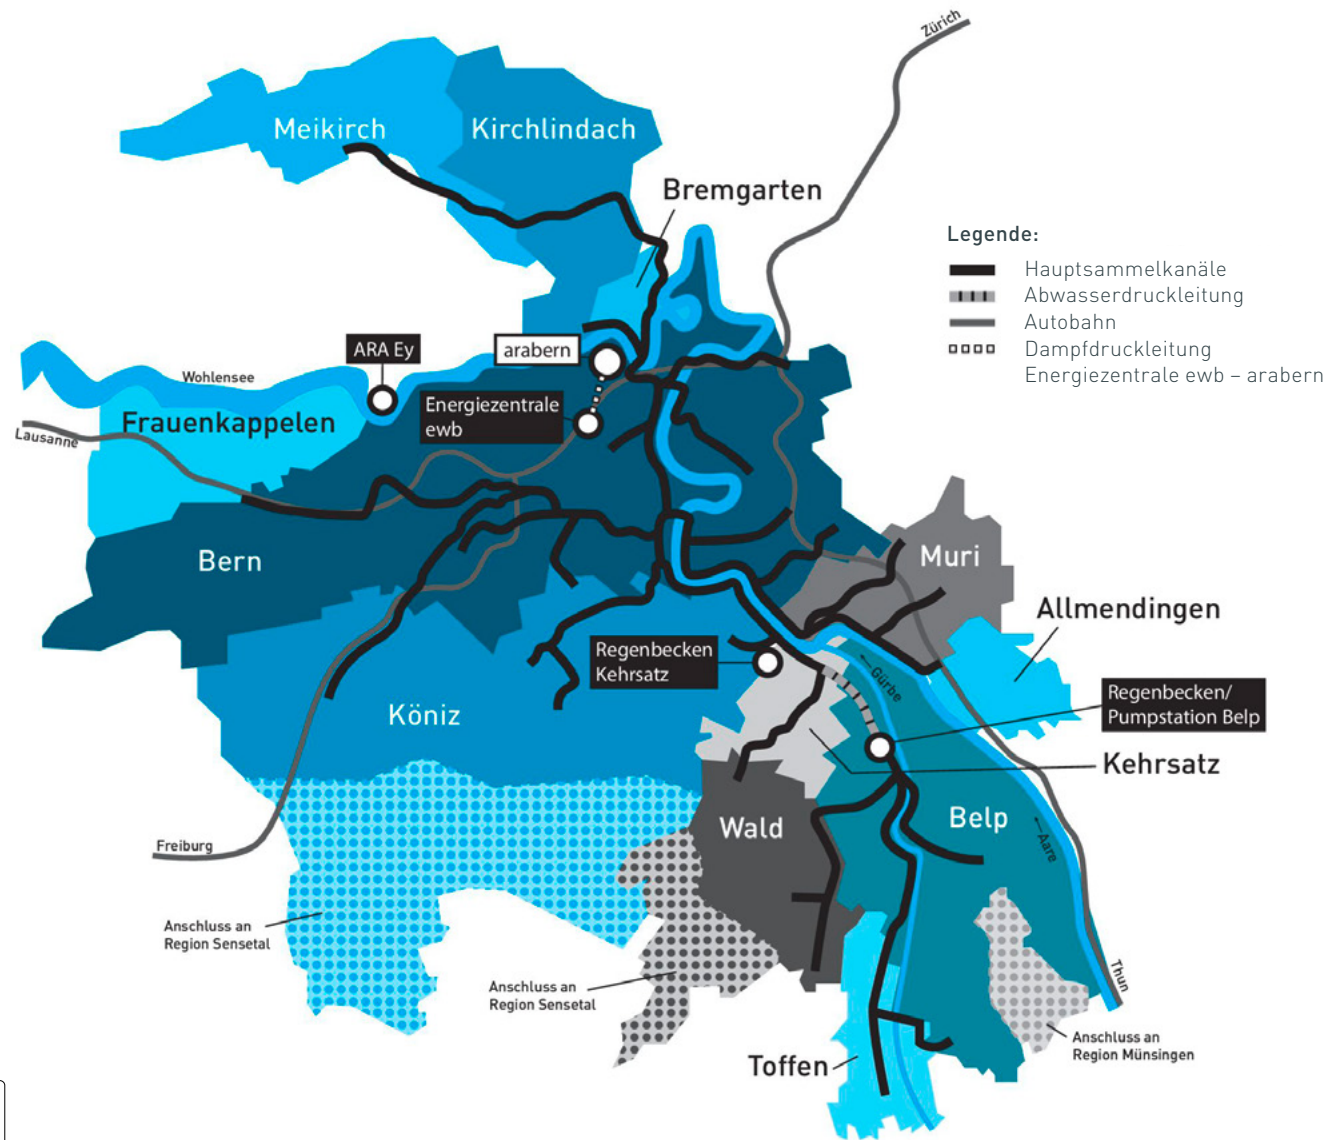 Zürich
Meikirch
Kirchlindach
Bremgarten
Legende:
Hauptsammelkanäle
Abwasserdruckleitung
Autobahn
Dampfdruckleitung
Energiezentrale ewb – arabern
ARA Ey
arabern
Wohlensee
Energiezentrale
ewb
Frauenkappelen
Lausanne
Bern
Muri
Allmendingen
Regenbecken
Kehrsatz
Gürbe
Regenbecken/
Pumpstation Belp
Köniz
Kehrsatz
Wald
Belp
Aare
Freiburg
Anschluss an
Region Sensetal
Anschluss an
Region Sensetal
Thun
Anschluss an
Region Münsingen
Toffen